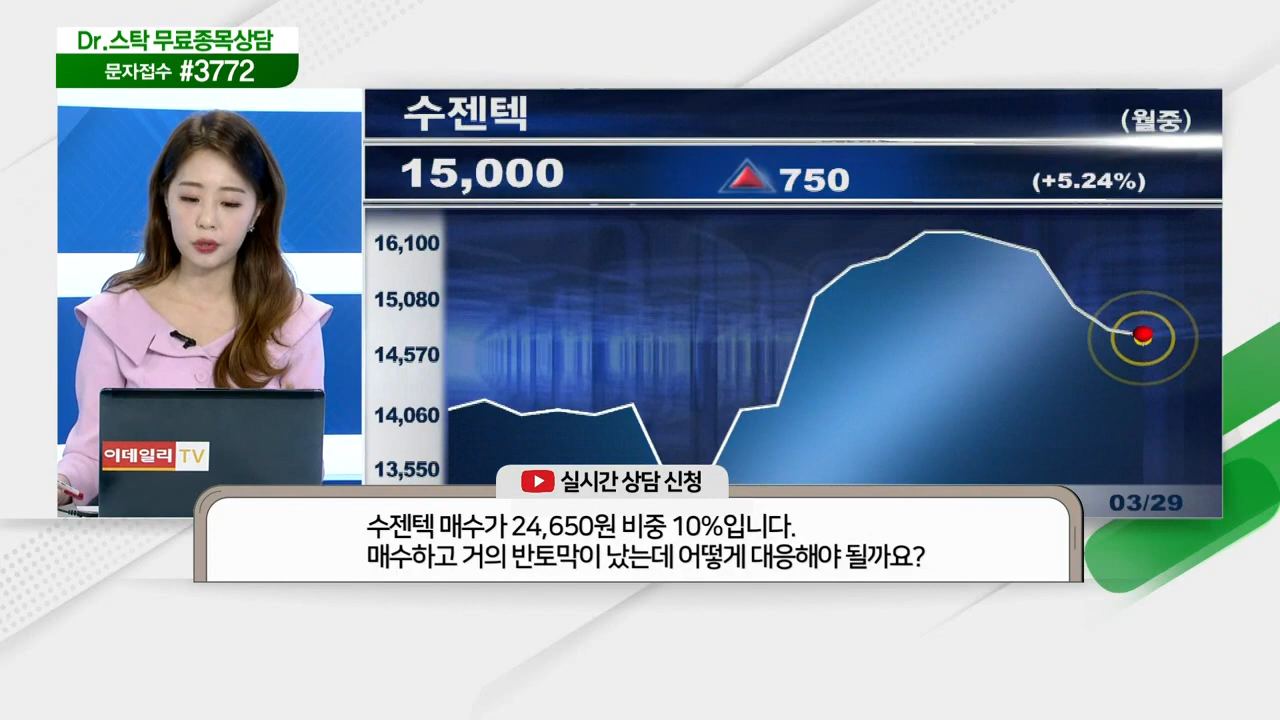 Dr.스탁 무료종목상담
문자접수 #3772
수젠텍
(월중)
15,000
750
(+5.24%)
16,100
15,080
14,570
14,060
13,550
03/29
이데일리 TV
실시간 상담 신청
수젠텍 매수가 24,650원 비중 10%입니다.
매수하고 거의 반토막이 났는데 어떻게 대응해야 될까요?